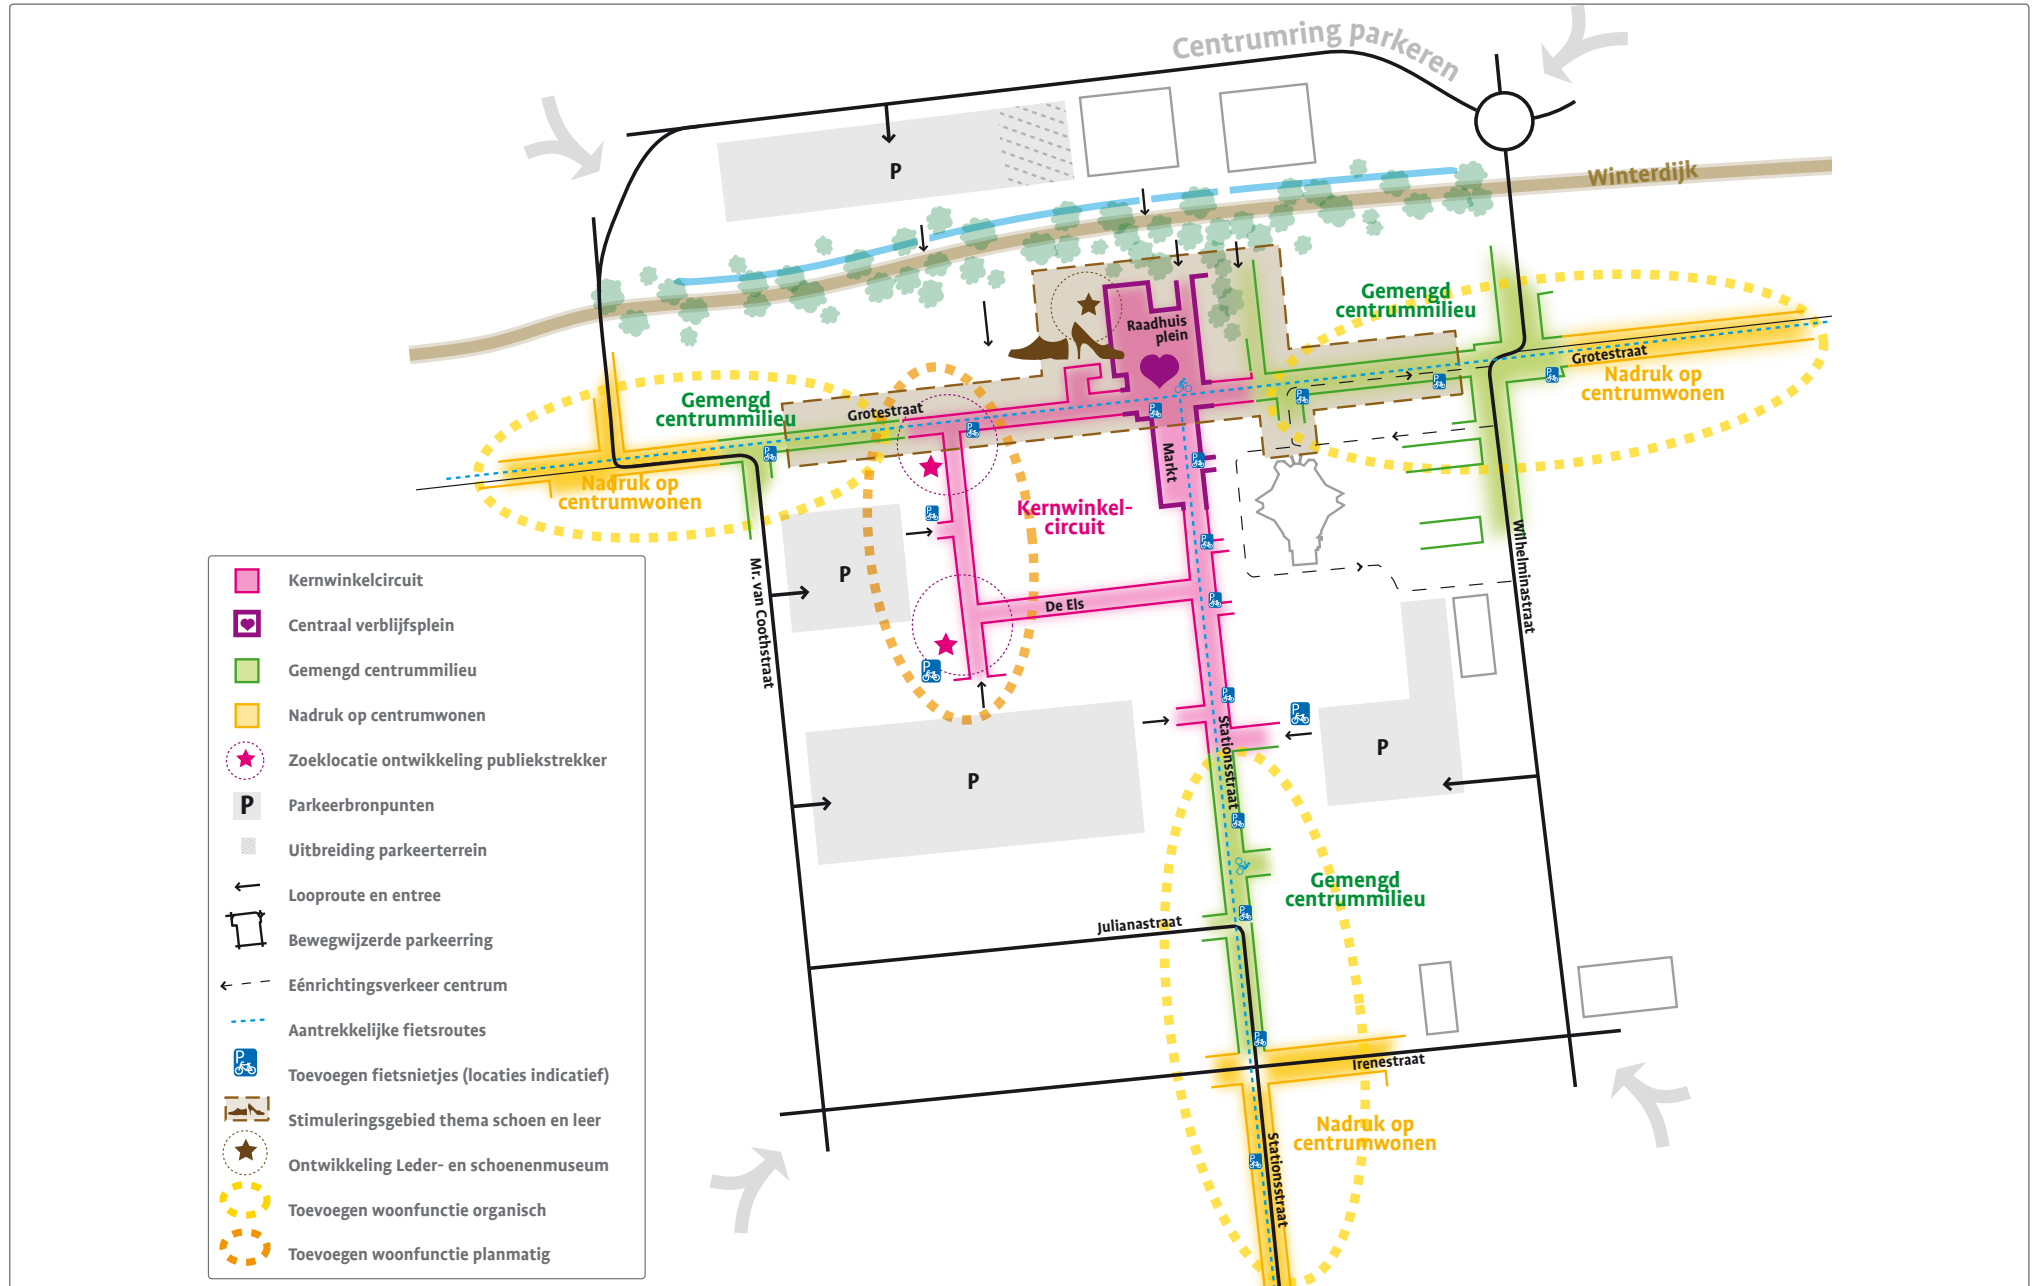 Centrumring parkeren
P
Winterdijk
Gemengd
centrummilieu
Raadhuis
plein
Grotestraat
Nadruk op
centrumwonen
Gemengd
centrummilieu
Grotestraat
Nadruk op
centrumwonen
Markt
Kernwinkel-
circuit
P
De Els
Mr. van Coothstraat
Wilhelminastraat
P
Stationsstraat
P
Gemengd
centrummilieu
Julianastraat
Irenestraat
Nadruk op
centrumwonen
Stationsstraat
Kernwinkelcircuit
Centraal verblijfsplein
Gemengd centrummilieu
Nadruk op centrumwonen
Zoeklocatie ontwikkeling publiekstrekker
P Parkeerbronpunten
Uitbreiding parkeerterrein
Looproute en entree
Bewegwijzerde parkeerring
Eénrichtingsverkeer centrum
Aantrekkelijke fietsroutes
P Toevoegen fietsnietjes (locaties indicatief)
Stimuleringsgebied thema schoen en leer
Ontwikkeling Leder- en schoenenmuseum
Toevoegen woonfunctie organisch
Toevoegen woonfunctie planmatig